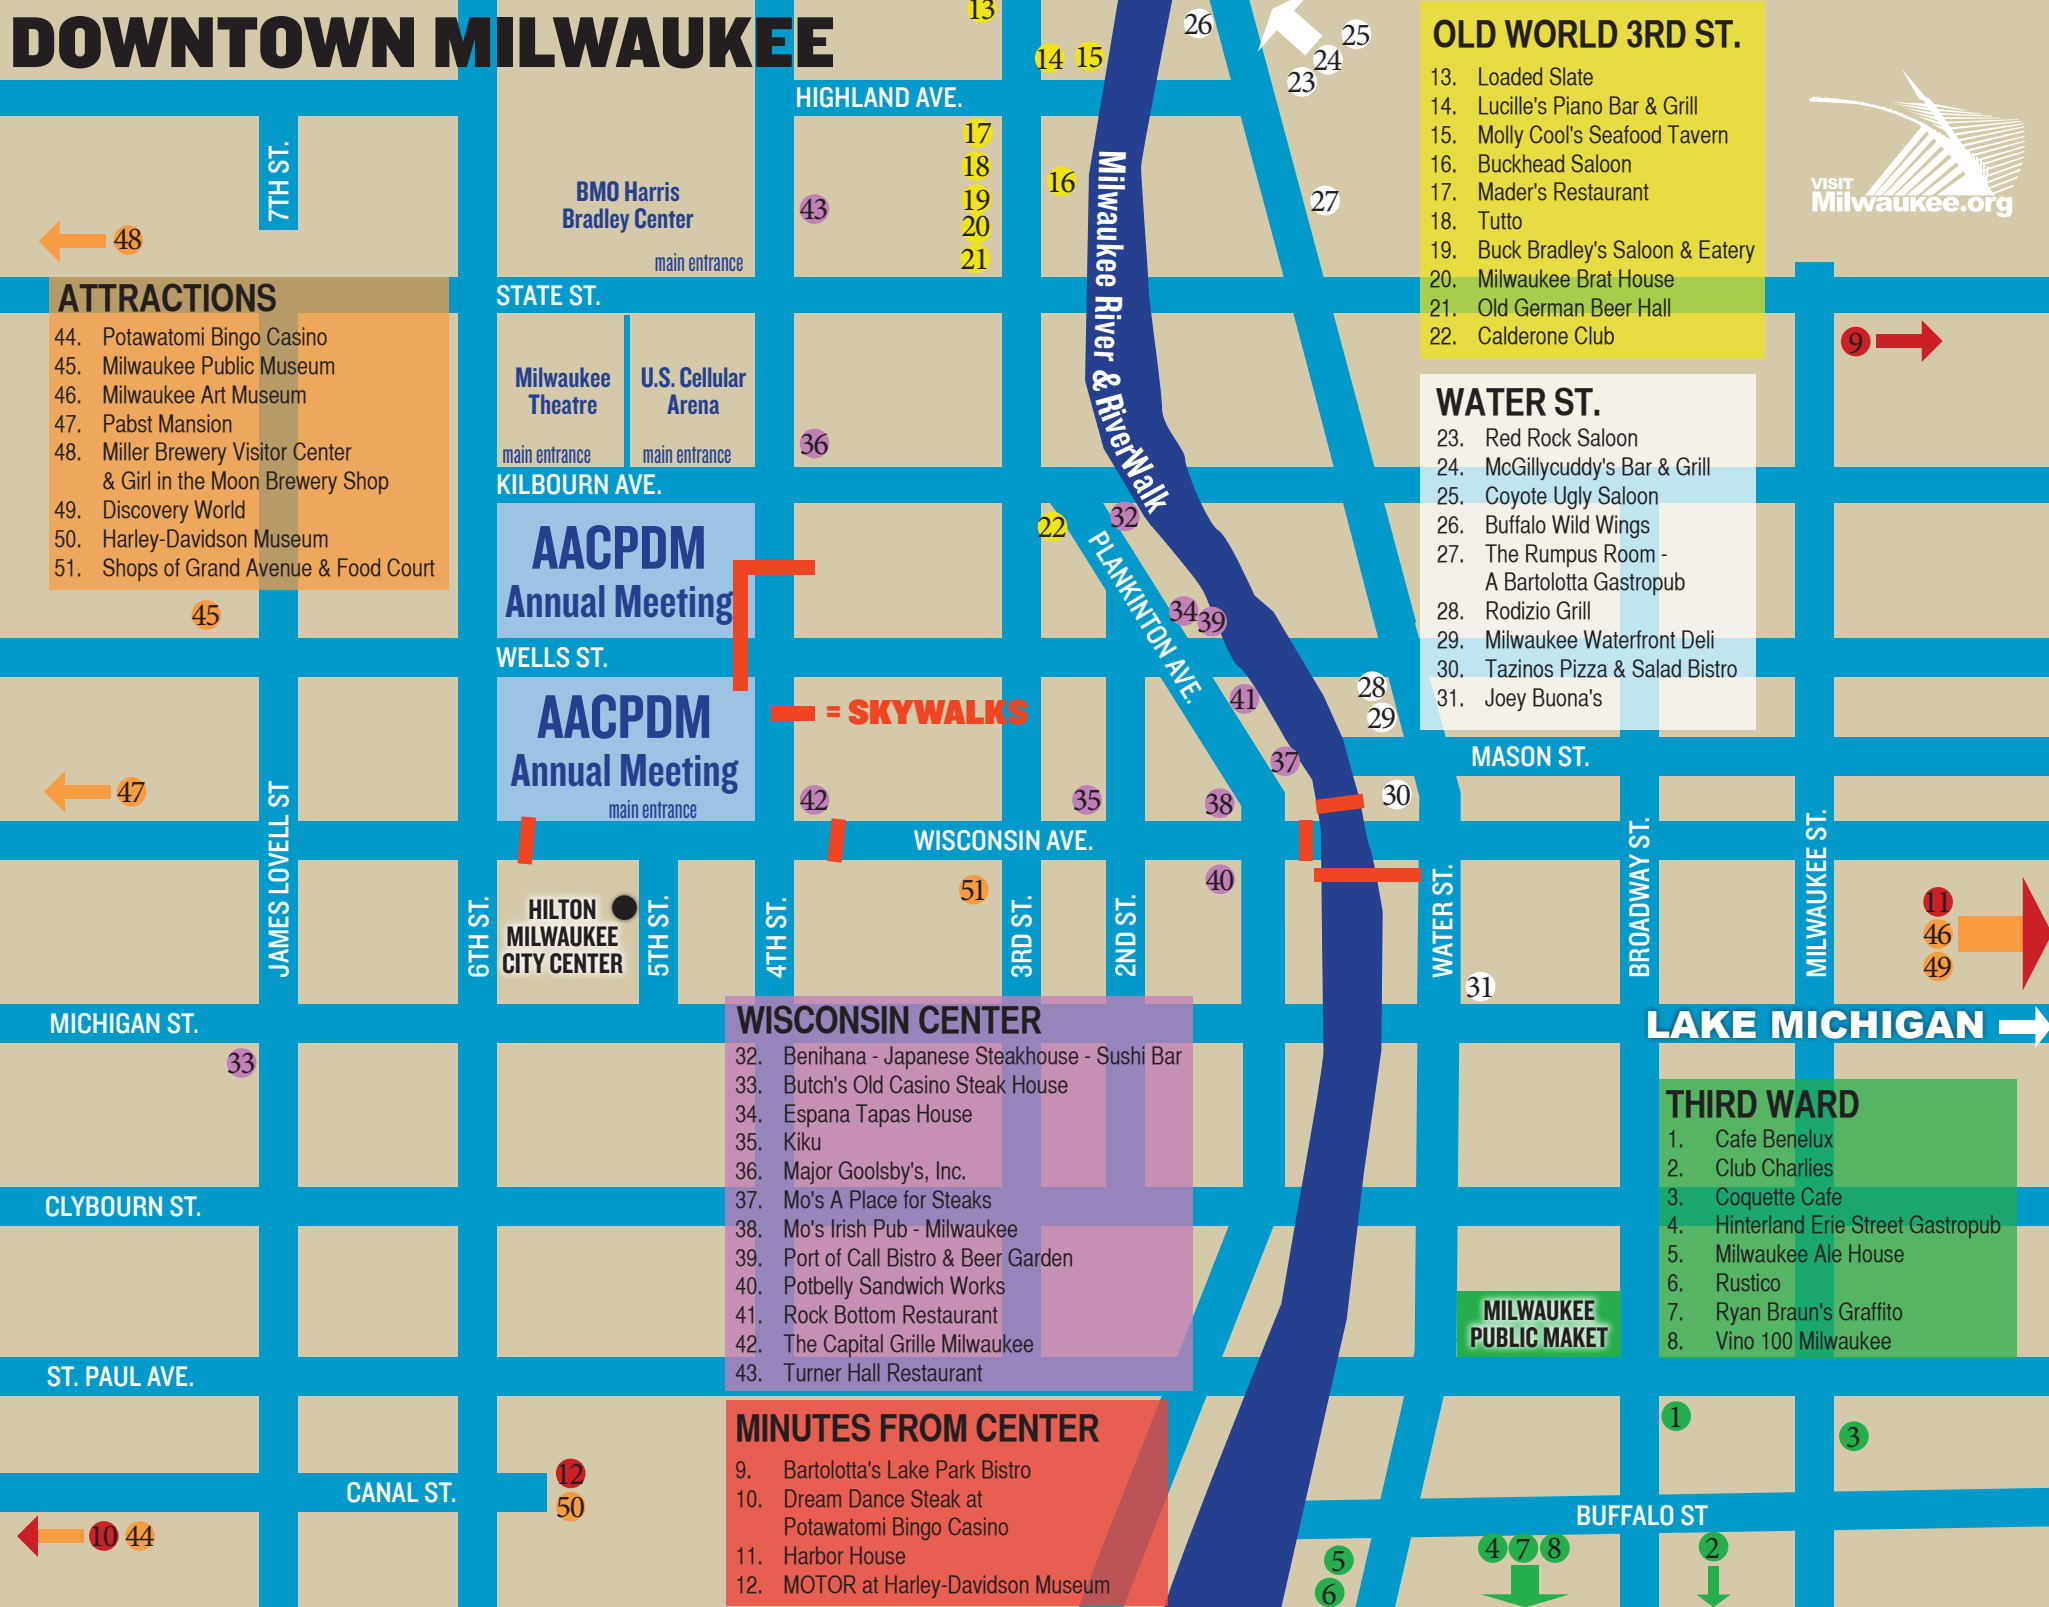 DOWNTOWN MILWAUKEE
13
14
15
26
25
24
23
HIGHLAND AVE.
7TH ST.
BMO Harris
Bradley Center
main entrance
43
17
18
19
20
21
16
27
48
Milwaukee River & RiverWalk
OLD WORLD 3RD ST.
13. Loaded Slate
14. Lucille's Piano Bar & Grill
15. Molly Cool's Seafood Tavern
16. Buckhead Saloon
17. Mader's Restaurant
18. Tutto
19. Buck Bradley's Saloon & Eatery
20. Milwaukee Brat House
21. Old German Beer Hall
22. Calderone Club
VISIT
Milwaukee.org
9
ATTRACTIONS
44. Potawatomi Bingo Casino
45. Milwaukee Public Museum
46. Milwaukee Art Museum
47. Pabst Mansion
48. Miller Brewery Visitor Center
& Girl in the Moon Brewery Shop
49. Discovery World
50. Harley-Davidson Museum
51. Shops of Grand Avenue & Food Court
STATE ST.
Milwaukee
Theatre
main entrance
U.S. Cellular
Arena
main entrance
36
KILBOURN AVE.
WATER ST.
23. Red Rock Saloon
24. McGillycuddy's Bar & Grill
25. Coyote Ugly Saloon
26. Buffalo Wild Wings
27. The Rumpus Room -
A Bartolotta Gastropub
28. Rodizio Grill
29. Milwaukee Waterfront Deli
30. Tazinos Pizza & Salad Bistro
31. Joey Buona's
AACPDM
Annual Meeting
22
32
PLANKINTON AVE.
34
39
45
WELLS ST.
AACPDM
Annual Meeting
main entrance
= SKYWALKS
41
28
29
37
MASON ST.
47
42
35
38
30
WISCONSIN AVE.
JAMES LOVELL ST
6TH ST.
HILTON
MILWAUKEE
CITY CENTER
5TH ST.
4TH ST.
51
3RD ST.
2ND ST.
40
WATER ST.
31
BROADWAY ST.
MILWAUKEE ST.
11
46
49
MICHIGAN ST.
LAKE MICHIGAN
33
WISCONSIN CENTER
32. Benihana - Japanese Steakhouse - Sushi Bar
33. Butch's Old Casino Steak House
34. Espana Tapas House
35. Kiku
36. Major Goolsby's, Inc.
37. Mo's A Place for Steaks
38. Mo's Irish Pub - Milwaukee
39. Port of Call Bistro & Beer Garden
40. Potbelly Sandwich Works
41. Rock Bottom Restaurant
42. The Capital Grille Milwaukee
43. Turner Hall Restaurant
THIRD WARD
1. Cafe Benelux
2. Club Charlies
3. Coquette Cafe
4. Hinterland Erie Street Gastropub
5. Milwaukee Ale House
6. Rustico
7. Ryan Braun's Graffito
8. Vino 100 Milwaukee
CLYBOURN ST.
MILWAUKEE
PUBLIC MAKET
ST. PAUL AVE.
MINUTES FROM CENTER
9. Bartolotta's Lake Park Bistro
10. Dream Dance Steak at
Potawatomi Bingo Casino
11. Harbor House
12. MOTOR at Harley-Davidson Museum
1
3
CANAL ST.
12
50
10
44
BUFFALO ST
5
6
4
7
8
2